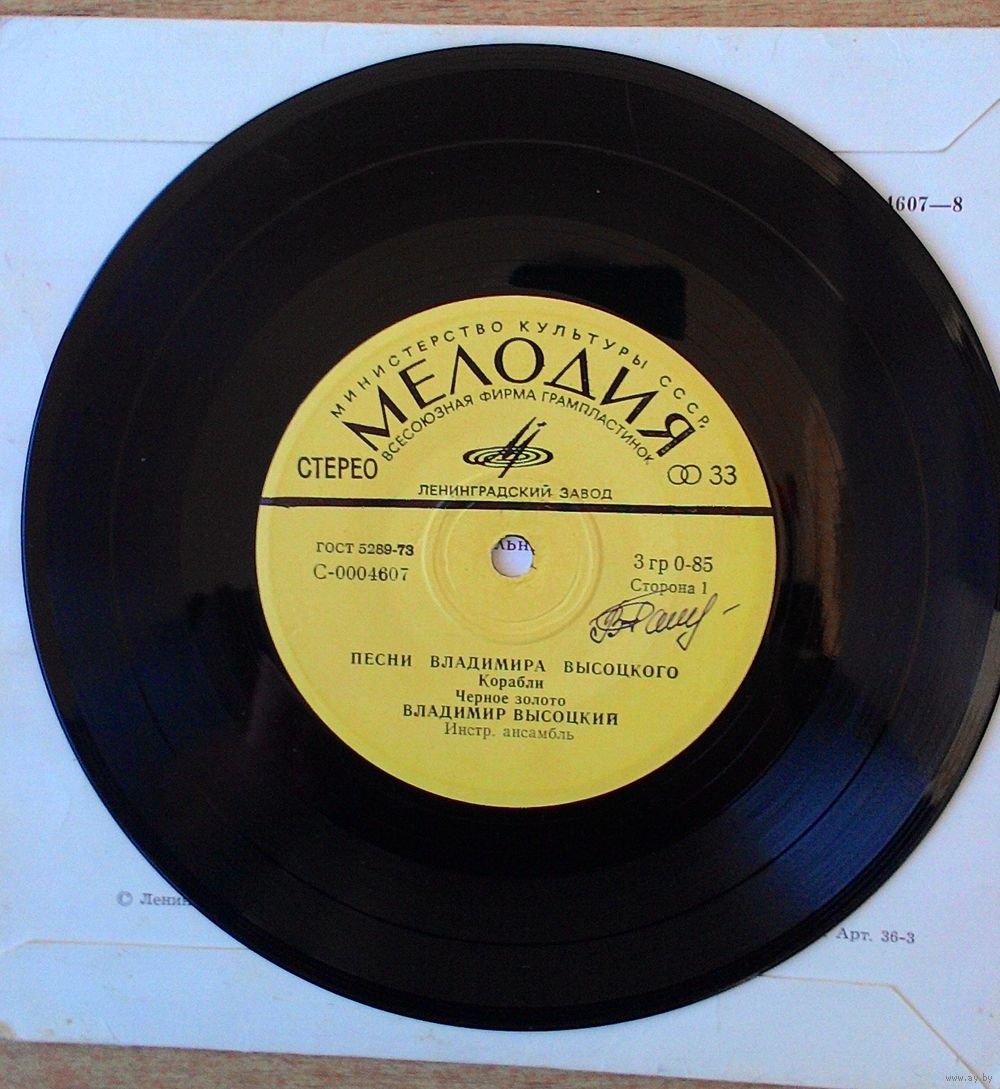 4607—8
МИНИСТЕРСТВО КУЛЬТУРЫ СССР.
МЕЛОДИЯ
ВСЕСОЮЗНАЯ ФИРМА ГРАМПЛАСТИНОК
СТЕРЕО
33
ЛЕНИНГРАДСКИЙ ЗАВОД
ГОСТ 5289-73
3 гр 0-85
С-0004607
Сторона 1
ПЕСНИ ВЛАДИМИРА ВЫСОЦКОГО
Корабли
Черное золото
ВЛАДИМИР ВЫСОЦКИЙ
Инстр. ансамбль
© Ленин
Арт. 36-3
www.ay.by